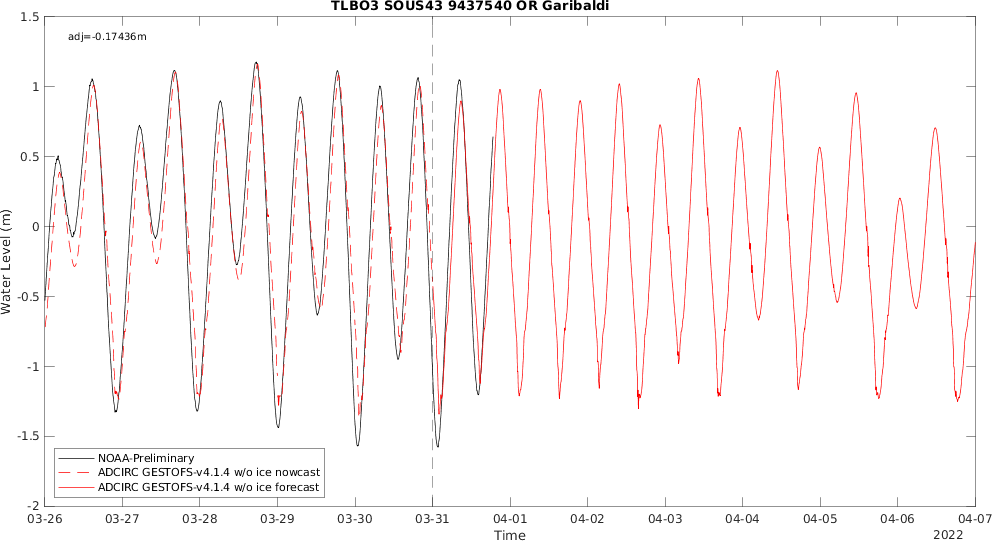 TLBO3 SOUS43 9437540 OR Garibaldi
adj=-0.17436m
1.5
1
0.5
0
-0.5
-1
-1.5
-2
Water Level (m)
NOAA-Preliminary
ADCIRC GESTOFS-v4.1.4 w/o ice nowcast
ADCIRC GESTOFS-v4.1.4 w/o ice forecast
03-26 03-27 03-28 03-29 03-30 03-31 04-01 04-02 04-03 04-04 04-05 04-06 04-07
Time
2022